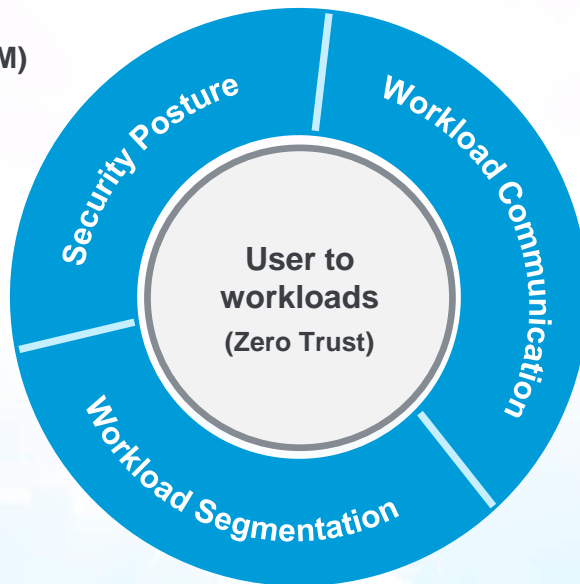 M)
Security Posture
Workload Communication
User to
workloads
(Zero Trust)
Workload Segmentation